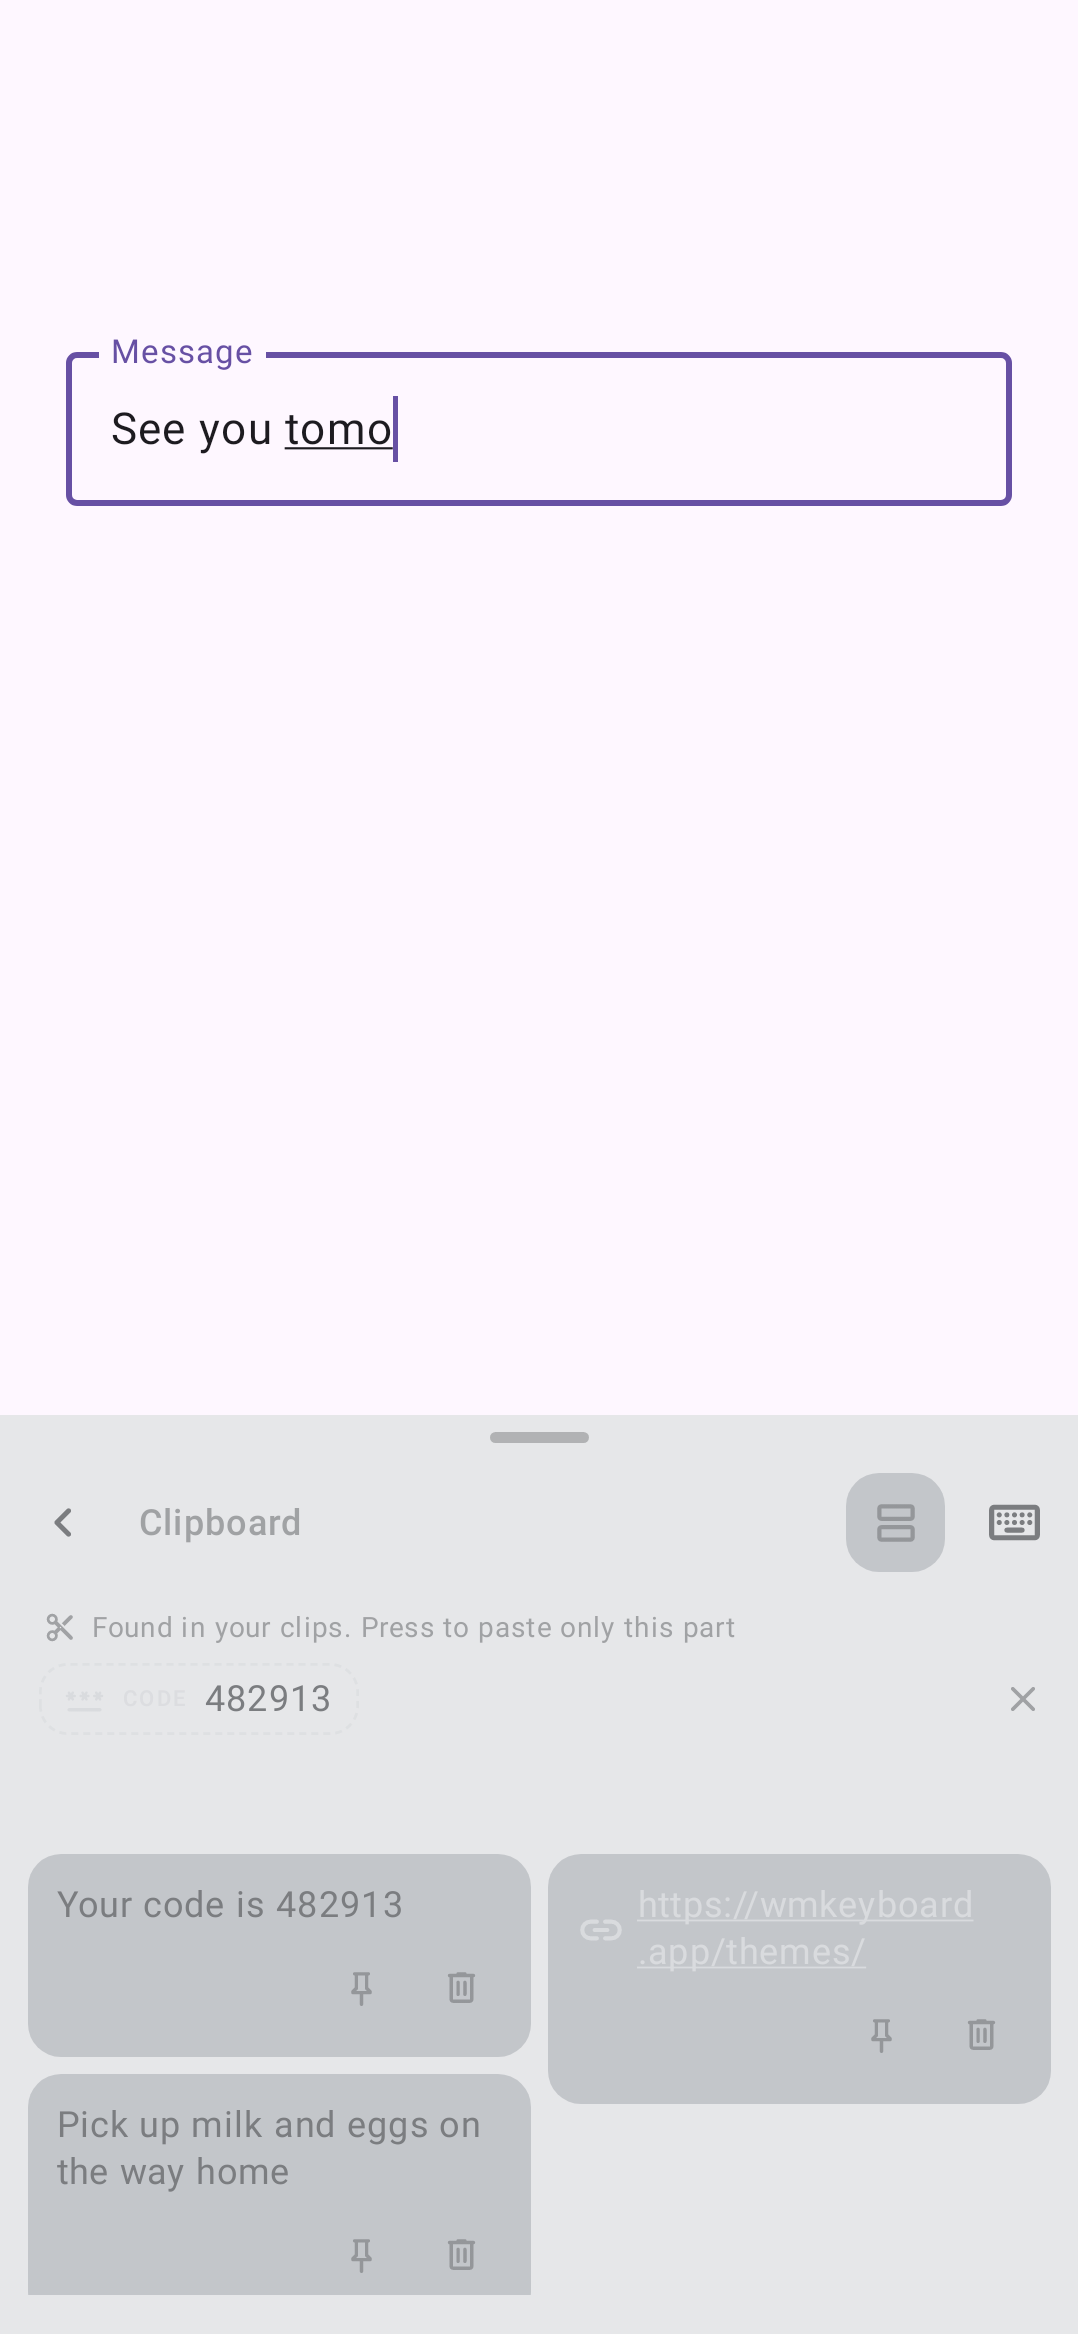 Message
See you tomo
Clipboard
Found in your clips. Press to paste only this part
CODE 482913
Your code is 482913
https://wmkeyboard
.app/themes/
Pick up milk and eggs on
the way home